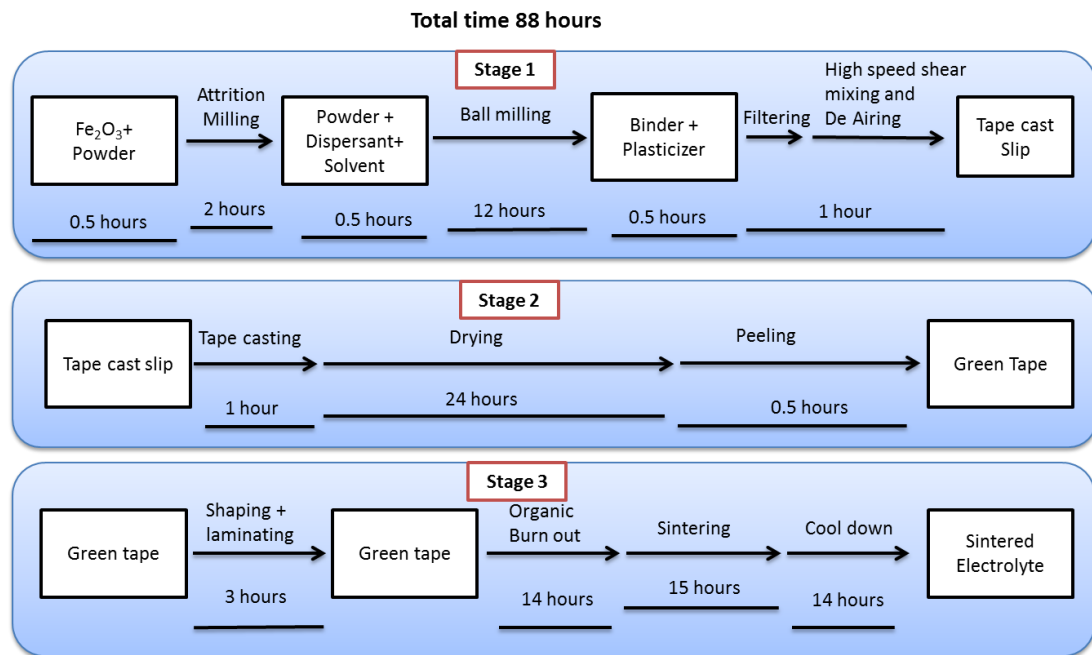 Total time 88 hours
Stage 1
Fe₂O₃+
Powder
Attrition
Milling
Powder +
Dispersant+
Solvent
Ball milling
Binder +
Plasticizer
Filtering
High speed shear
mixing and
De Airing
Tape cast
Slip
0.5 hours
2 hours
0.5 hours
12 hours
0.5 hours
1 hour
Stage 2
Tape cast slip
Tape casting
Drying
Peeling
Green Tape
1 hour
24 hours
0.5 hours
Stage 3
Green tape
Shaping +
laminating
Green tape
Organic
Burn out
Sintering
Cool down
Sintered
Electrolyte
3 hours
14 hours
15 hours
14 hours